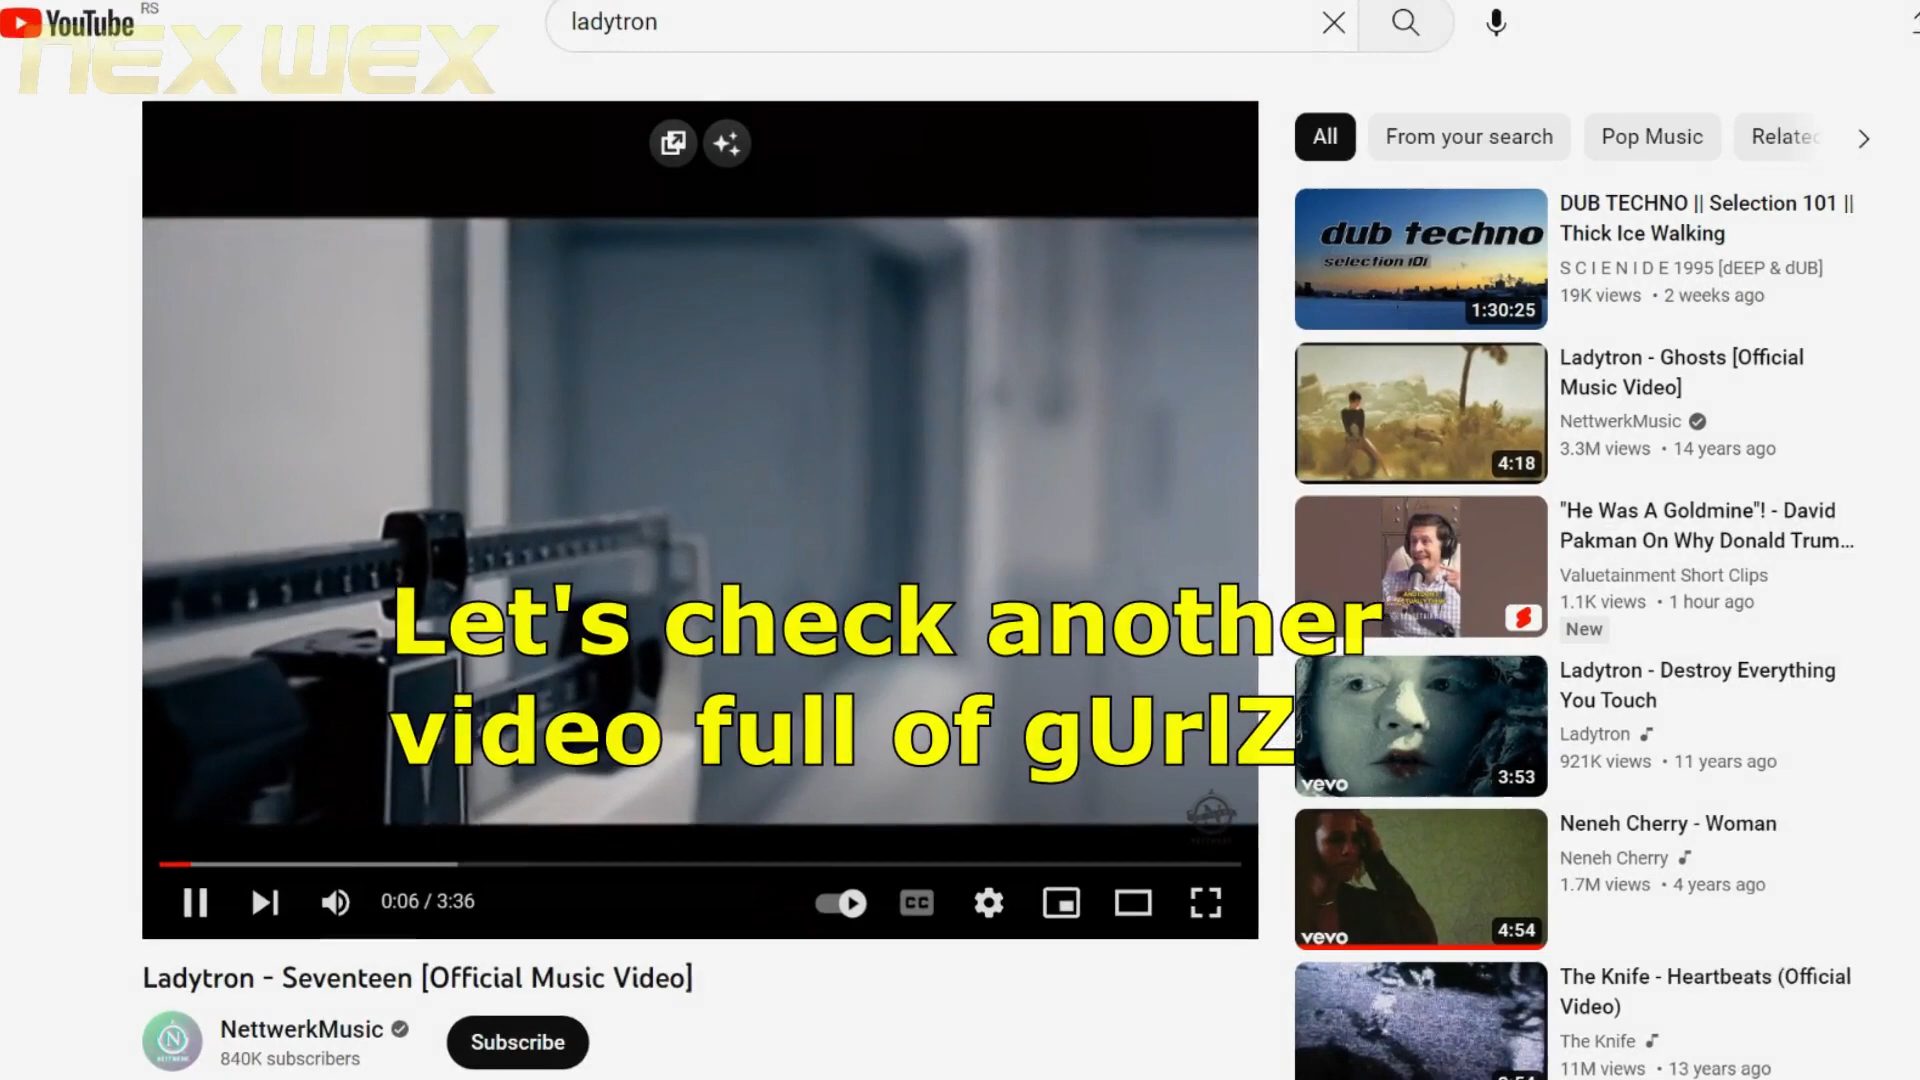 YouTube
RS
ladytron
NEX WEX
All
From your search
Pop Music
Related
DUB TECHNO || Selection 101 ||
Thick Ice Walking
S C I E N I D E 1995 [dEEP & dUB]
19K views • 2 weeks ago
dub techno
selection 101
1:30:25
Ladytron - Ghosts [Official
Music Video]
NettwerkMusic
3.3M views • 14 years ago
4:18
"He Was A Goldmine"! - David
Pakman On Why Donald Trum...
Valuetainment Short Clips
1.1K views • 1 hour ago
New
Let's check another
video full of gUrlZ
Ladytron - Destroy Everything
You Touch
Ladytron
921K views • 11 years ago
vevo
3:53
Neneh Cherry - Woman
Neneh Cherry
1.7M views • 4 years ago
vevo
4:54
0:06 / 3:36
CC
Ladytron - Seventeen [Official Music Video]
NettwerkMusic
840K subscribers
Subscribe
The Knife - Heartbeats (Official
Video)
The Knife
11M views • 13 years ago